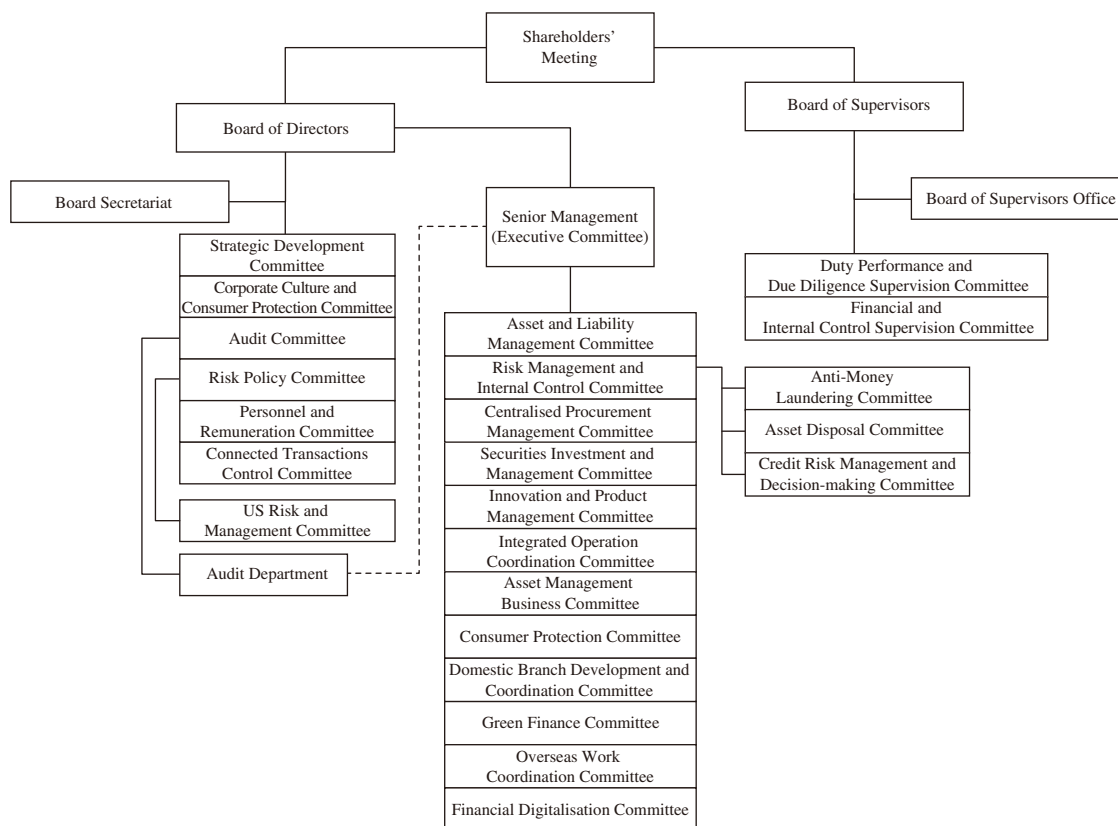 Shareholders'
Meeting
Board of Directors
Board of Supervisors
Board Secretariat
Senior Management
(Executive Committee)
Board of Supervisors Office
Strategic Development
Committee
Corporate Culture and
Consumer Protection Committee
Audit Committee
Risk Policy Committee
Personnel and
Remuneration Committee
Connected Transactions
Control Committee
US Risk and
Management Committee
Audit Department
Asset and Liability
Management Committee
Risk Management and
Internal Control Committee
Centralised Procurement
Management Committee
Securities Investment and
Management Committee
Innovation and Product
Management Committee
Integrated Operation
Coordination Committee
Asset Management
Business Committee
Consumer Protection Committee
Domestic Branch Development and
Coordination Committee
Green Finance Committee
Overseas Work
Coordination Committee
Financial Digitalisation Committee
Duty Performance and
Due Diligence Supervision Committee
Financial and
Internal Control Supervision Committee
Anti-Money
Laundering Committee
Asset Disposal Committee
Credit Risk Management and
Decision-making Committee